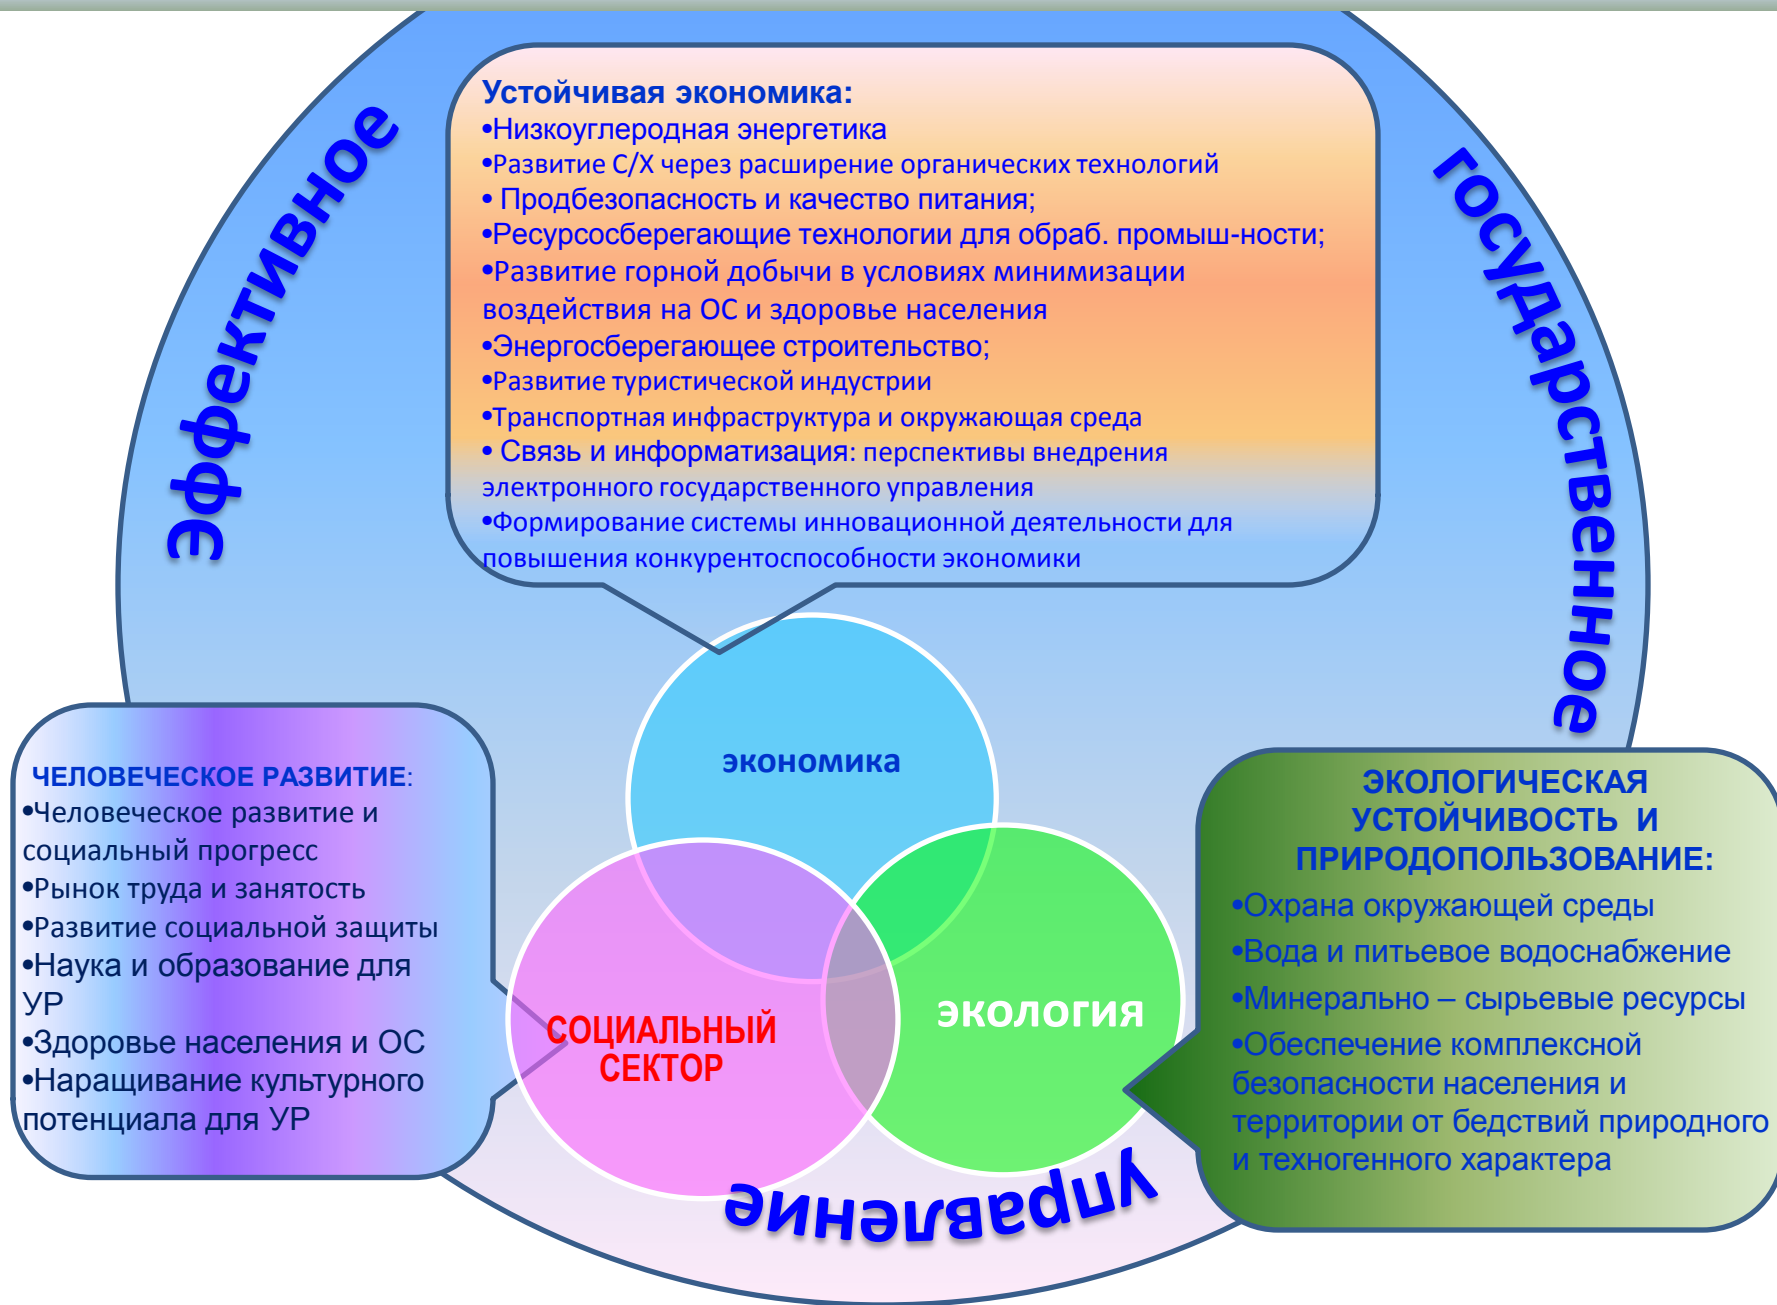 Эффективное
государственное
управление
Устойчивая экономика:
•Низкоуглеродная энергетика
•Развитие С/Х через расширение органических технологий
• Продбезопасность и качество питания;
•Ресурсосберегающие технологии для обраб. промыш-ности;
•Развитие горной добычи в условиях минимизации
воздействия на ОС и здоровье населения
•Энергосберегающее строительство;
•Развитие туристической индустрии
•Транспортная инфраструктура и окружающая среда
• Связь и информатизация: перспективы внедрения
электронного государственного управления
•Формирование системы инновационной деятельности для
повышения конкурентоспособности экономики
экономика
СОЦИАЛЬНЫЙ
СЕКТОР
экология
ЧЕЛОВЕЧЕСКОЕ РАЗВИТИЕ:
•Человеческое развитие и
социальный прогресс
•Рынок труда и занятость
•Развитие социальной защиты
•Наука и образование для
УР
•Здоровье населения и ОС
•Наращивание культурного
потенциала для УР
ЭКОЛОГИЧЕСКАЯ
УСТОЙЧИВОСТЬ И
ПРИРОДОПОЛЬЗОВАНИЕ:
•Охрана окружающей среды
•Вода и питьевое водоснабжение
•Минерально – сырьевые ресурсы
•Обеспечение комплексной
безопасности населения и
территории от бедствий природного
и техногенного характера